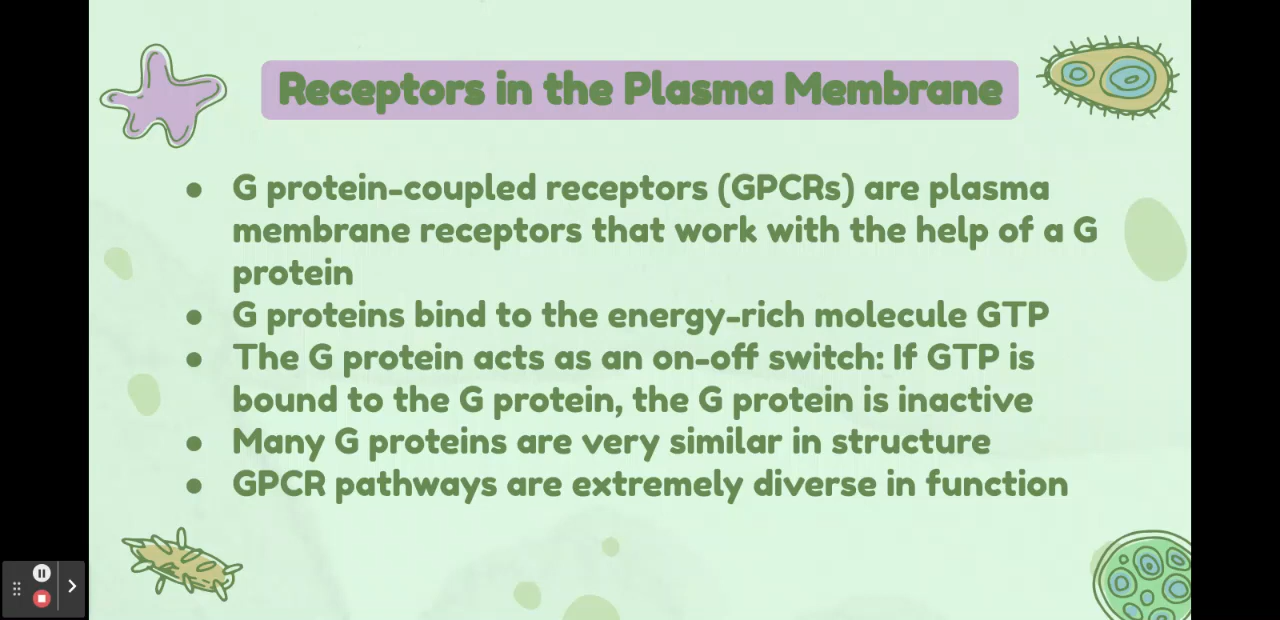 Receptors in the Plasma Membrane
● G protein-coupled receptors (GPCRs) are plasma
membrane receptors that work with the help of a G
protein
● G proteins bind to the energy-rich molecule GTP
● The G protein acts as an on-off switch: If GTP is
bound to the G protein, the G protein is inactive
● Many G proteins are very similar in structure
● GPCR pathways are extremely diverse in function